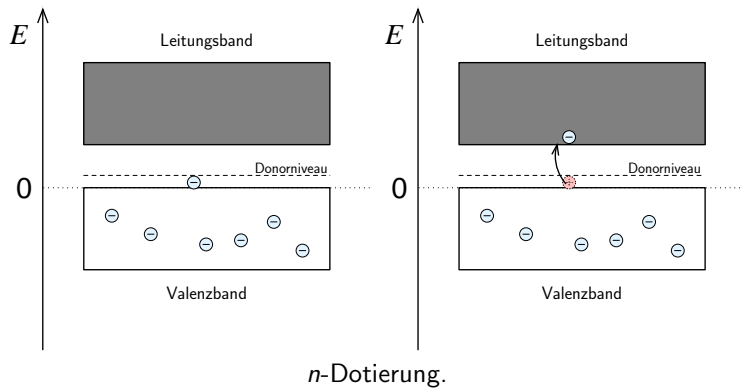 E
Leitungsband
Donorniveau
0
Valenzband
E
Leitungsband
Donorniveau
0
Valenzband
n-Dotierung.